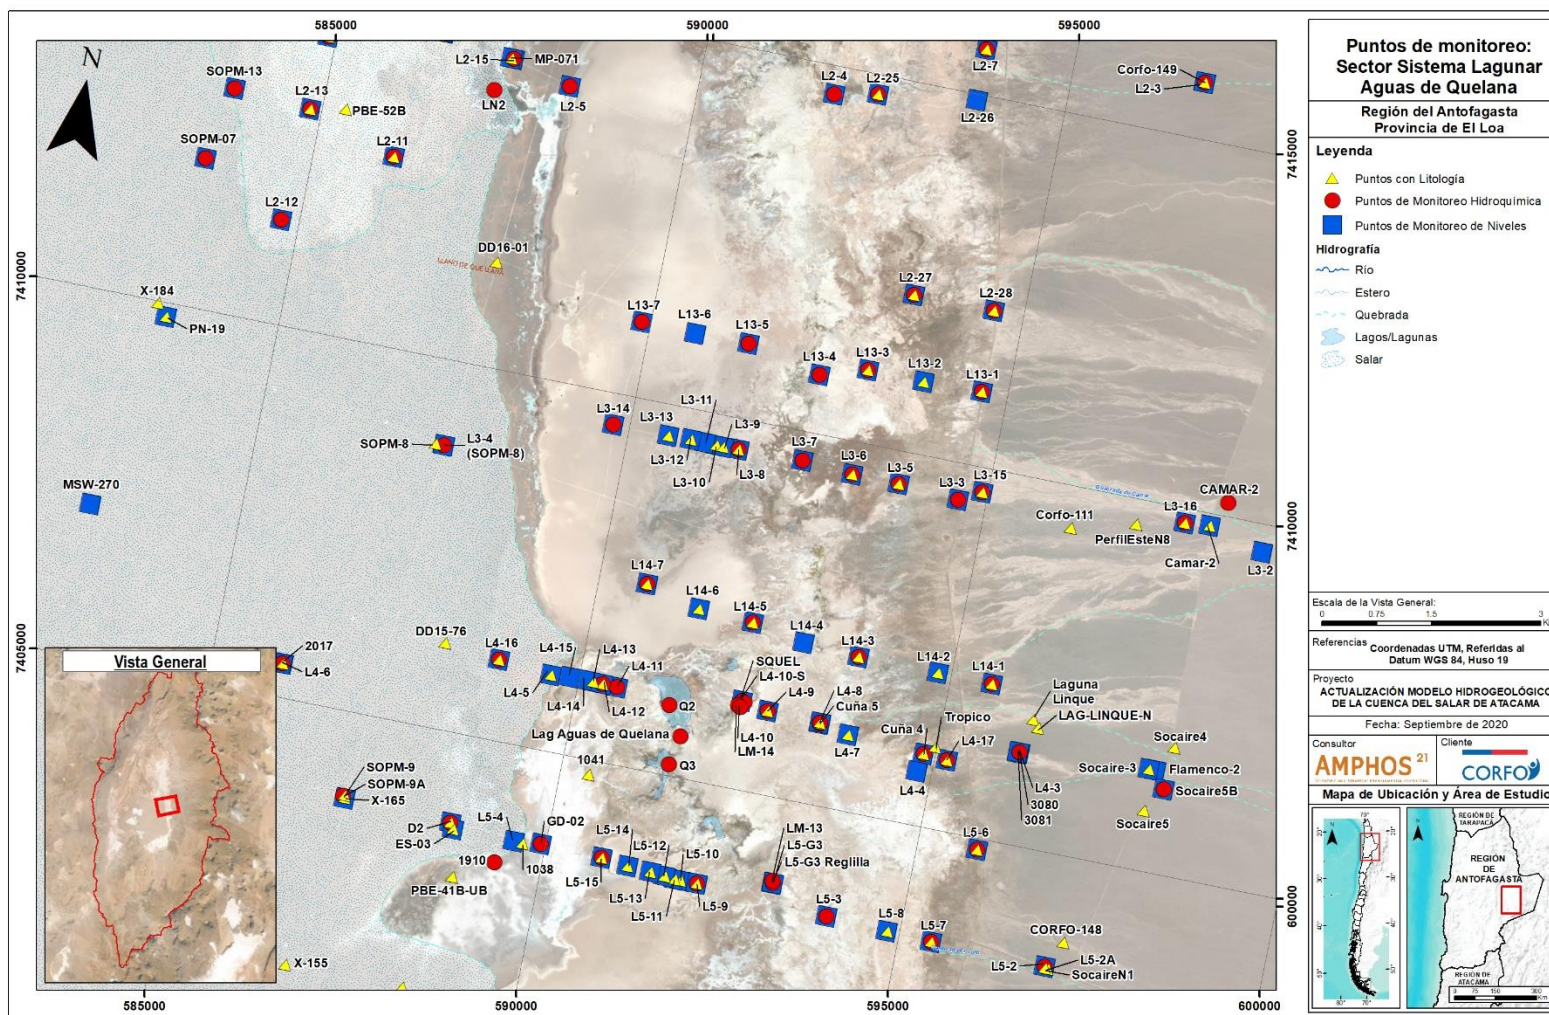 585000
590000
595000
N
SOPM-13
L2-13
PBE-52B
L2-15
MP-071
LN2
L2-5
L2-4
L2-25
L2-7
L2-26
Corfo-149
L2-3
SOPM-07
L2-11
L2-12
7415000
DD16-01
7410000
X-184
PN-19
L2-27
L2-28
L13-7
L13-6
L13-5
L13-4
L13-3
L13-2
L13-1
L3-14
L3-13
L3-11
L3-9
L3-12
L3-10
L3-8
L3-7
L3-6
L3-5
L3-3
L3-15
SOPM-8
L3-4
(SOPM-8)
MSW-270
CAMAR-2
L3-16
Corfo-111
PerfilEsteN8
Camar-2
L3-2
7410000
L14-7
L14-6
L14-5
L14-4
L14-3
L14-2
L14-1
7405000
DD15-76
2017
L4-6
L4-16
L4-15
L4-13
L4-11
L4-5
L4-14
L4-12
SQUEL
L4-10-S
L4-9
L4-8
Cuña 5
Q2
L4-10
LM-14
L4-7
Lag Aguas de Quelana
Q3
1041
Cuña 4
Tropico
L4-17
L4-4
Laguna
Linque
LAG-LINQUE-N
L4-3
3080
3081
Socaire4
Socaire-3
Flamenco-2
Socaire5B
Socaire5
SOPM-9
SOPM-9A
X-165
D2
ES-03
L5-4
GD-02
1038
1910
PBE-41B-UB
L5-14
L5-12
L5-10
L5-15
L5-13
L5-11
L5-9
LM-13
L5-G3
L5-G3 Reglilla
L5-6
L5-3
L5-8
L5-7
CORFO-148
L5-2
L5-2A
SocaireN1
X-155
Vista General
585000
590000
595000
600000
Puntos de monitoreo:
Sector Sistema Lagunar
Aguas de Quelana
Región del Antofagasta
Provincia de El Loa
Leyenda
Puntos con Litología
Puntos de Monitoreo Hidroquímica
Puntos de Monitoreo de Niveles
Hidrografía
Río
Estero
Quebrada
Lagos/Lagunas
Salar
Escala de la Vista General:
0 0.75 1.5 3
Referencias
Coordenadas UTM, Referidas al
Datum WGS 84, Huso 19
Proyecto
ACTUALIZACIÓN MODELO HIDROGEOLÓGICO
DE LA CUENCA DEL SALAR DE ATACAMA
Fecha: Septiembre de 2020
Consultor
Cliente
AMPHOS 21
CORFO
Mapa de Ubicación y Área de Estudio
REGIÓN DE
TARAPACÁ
REGIÓN
DE
ANTOFAGASTA
REGIÓN DE
ATACAMA